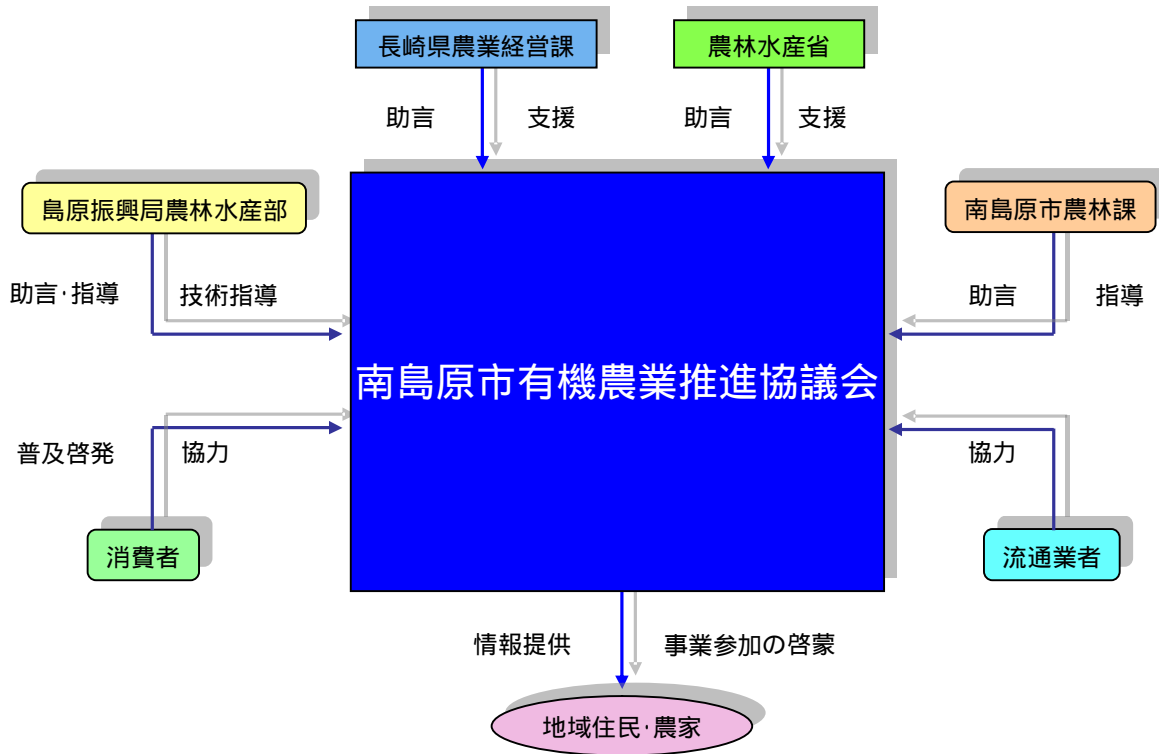 長崎県農業経営課
農林水産省
助言
支援
助言
支援
島原振興局農林水産部
南島原市農林課
助言・指導
技術指導
助言
指導
南島原市有機農業推進協議会
普及啓発
協力
協力
消費者
流通業者
情報提供
事業参加の啓蒙
地域住民・農家